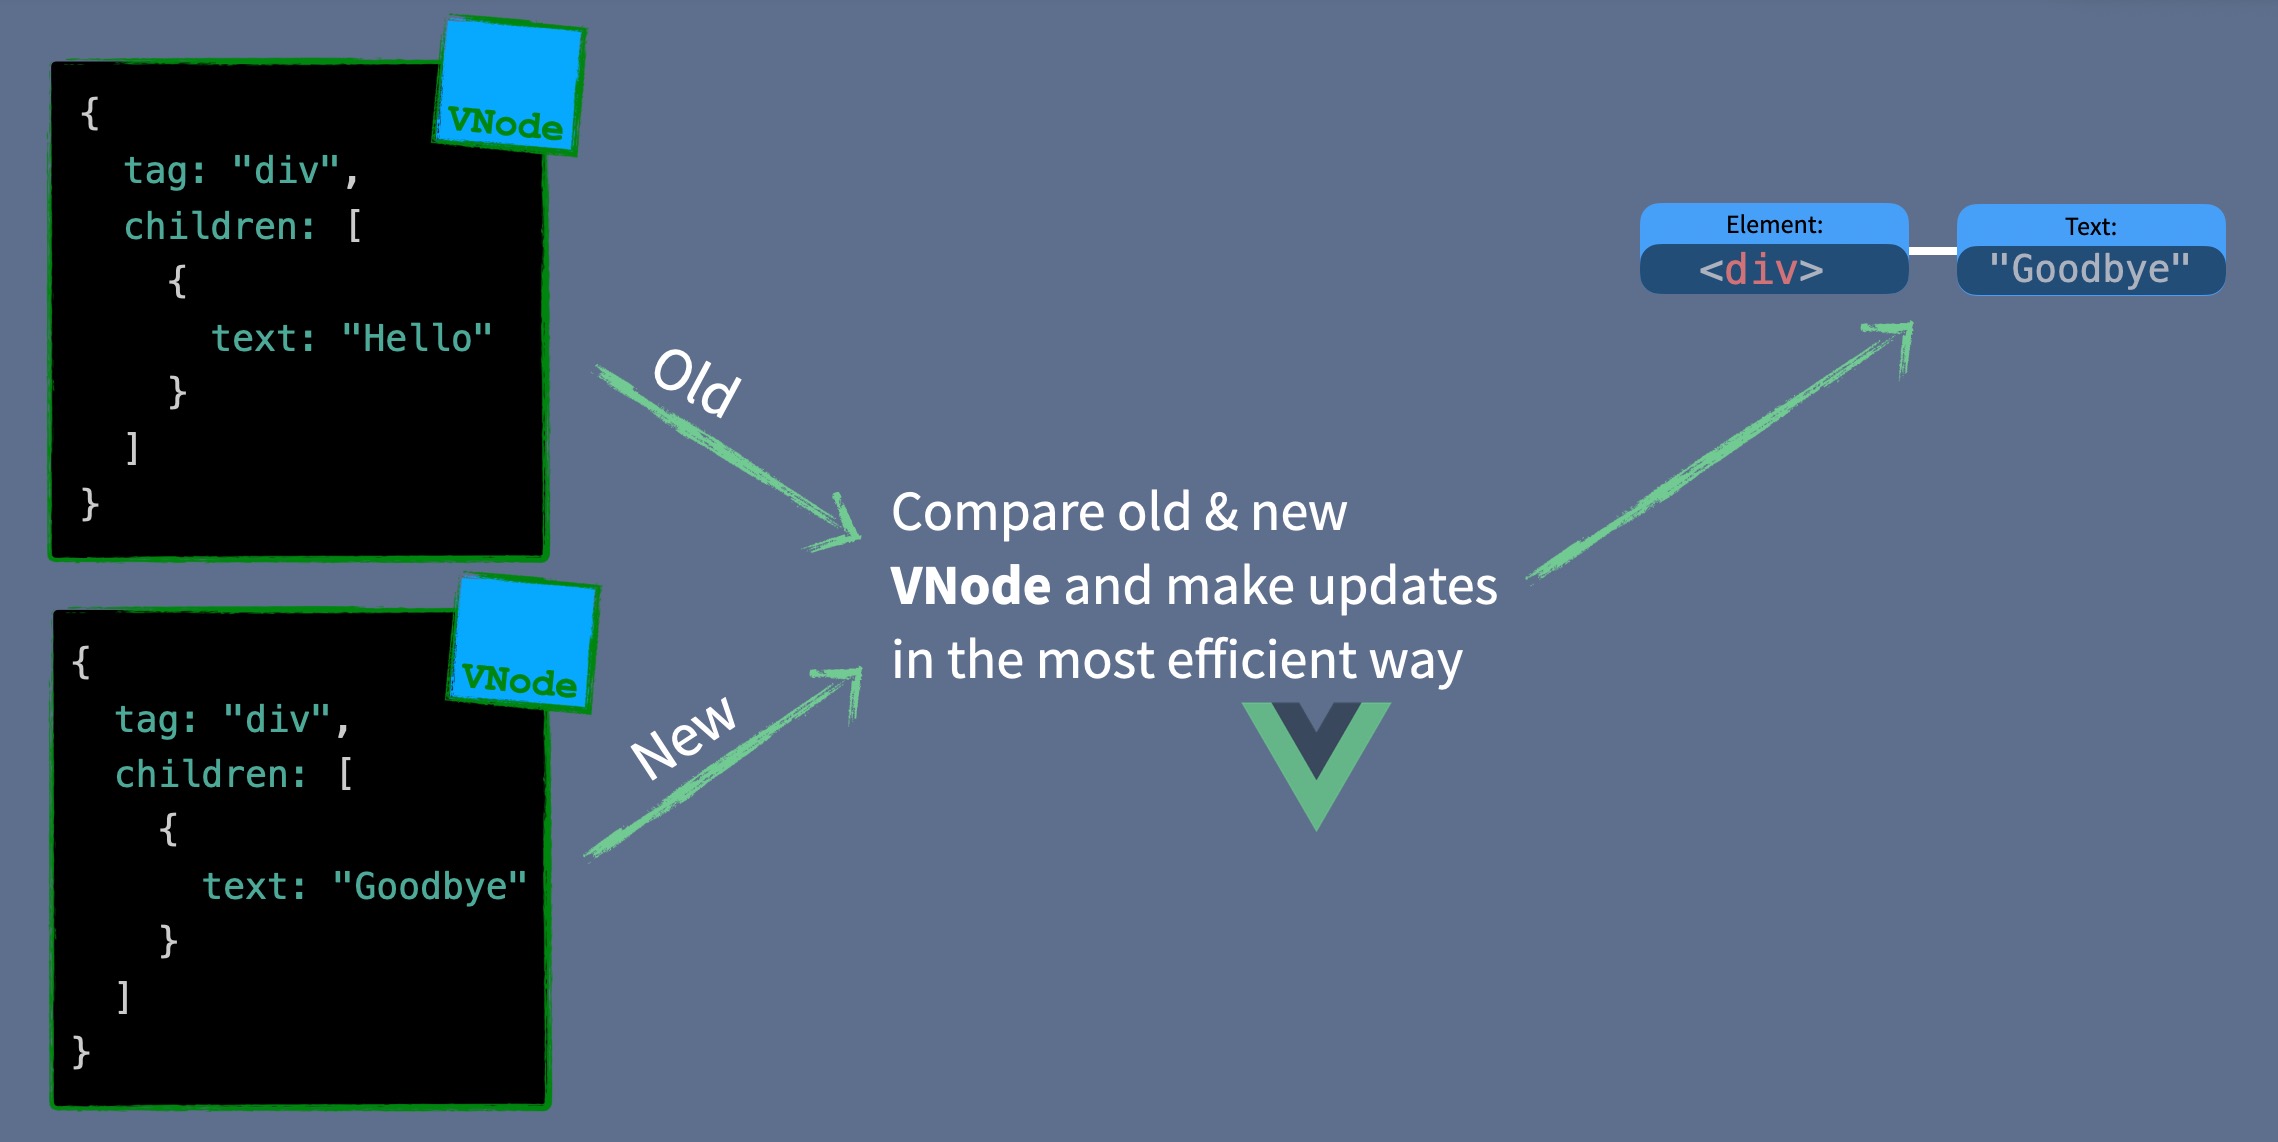 VNode
{
tag: "div",
children: [
{
text: "Hello"
}
]
}
VNode
{
tag: "div",
children: [
{
text: "Goodbye"
}
]
}
Old
New
Compare old & new
VNode and make updates
in the most efficient way
Element:
<div>
Text:
"Goodbye"